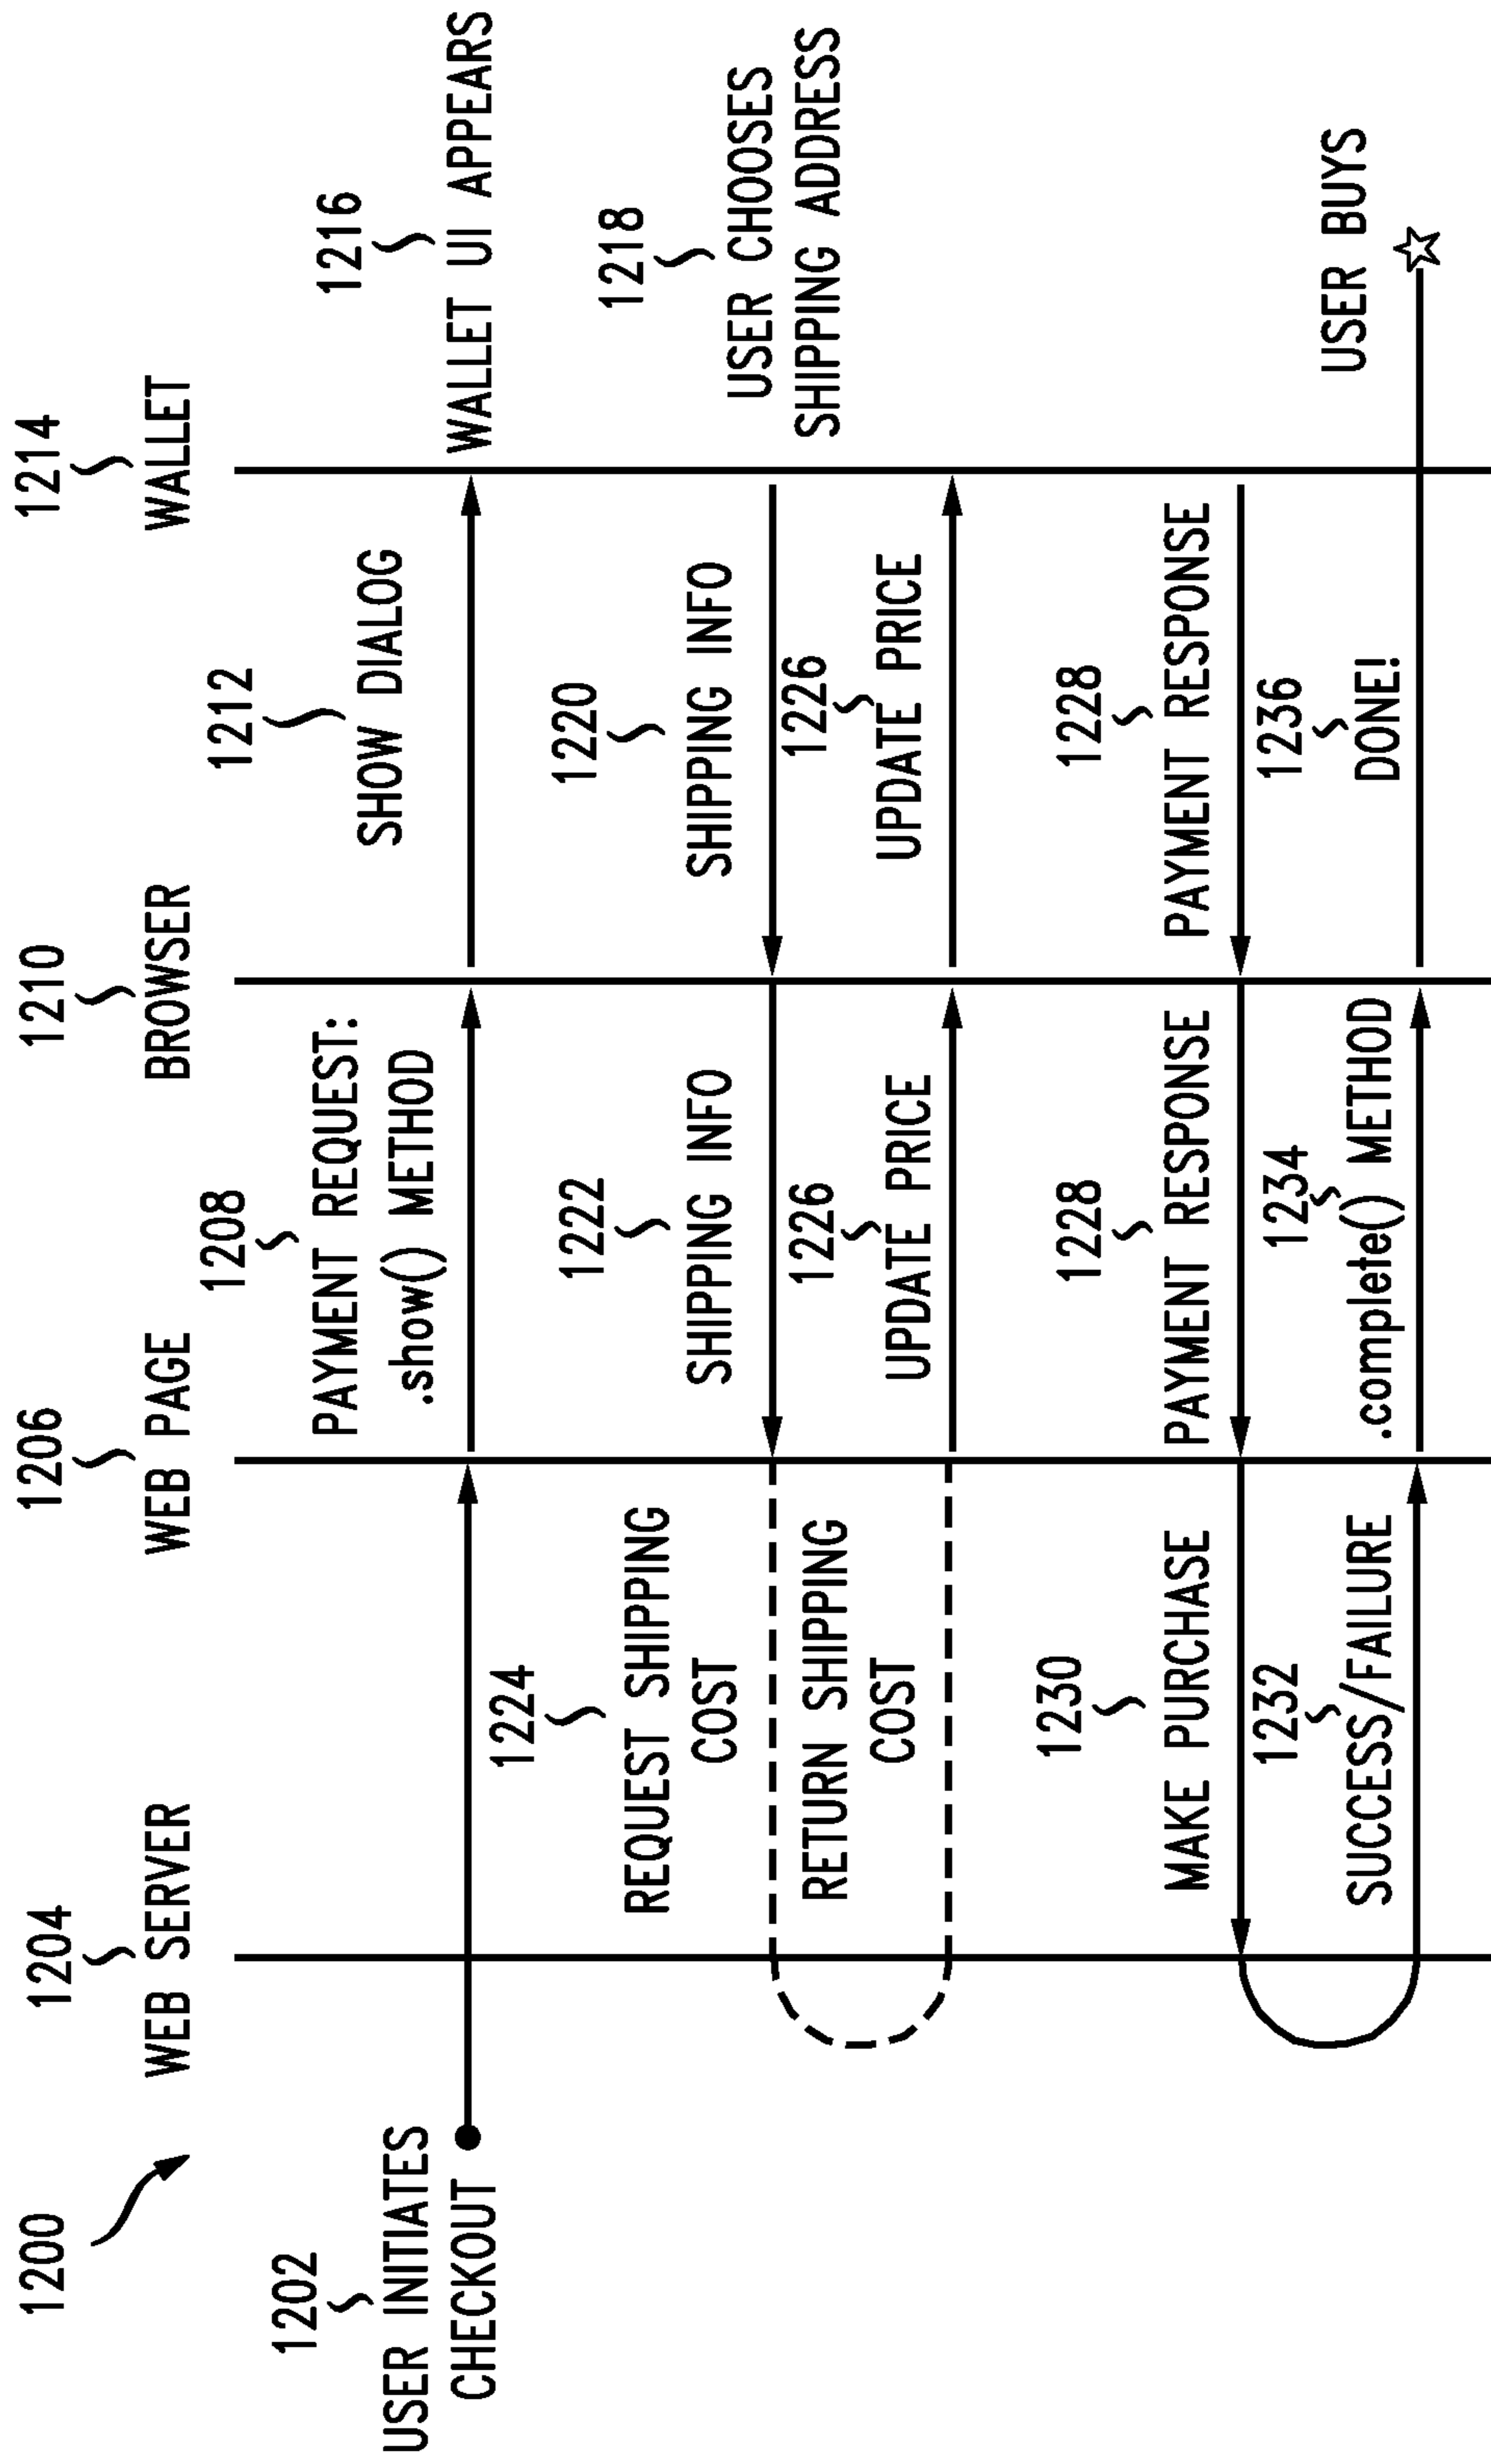 1200
1204
WEB SERVER
1206
WEB PAGE
1210
BROWSER
1214
WALLET
1202
USER INITIATES
CHECKOUT
1208
PAYMENT REQUEST:
.show() METHOD
1212
SHOW DIALOG
1216
WALLET UI APPEARS
1224
REQUEST SHIPPING
COST
1222
SHIPPING INFO
1220
SHIPPING INFO
1218
USER CHOOSES
SHIPPING ADDRESS
RETURN SHIPPING
COST
1226
UPDATE PRICE
1226
UPDATE PRICE
1230
MAKE PURCHASE
1228
PAYMENT RESPONSE
1228
PAYMENT RESPONSE
1232
SUCCESS/FAILURE
1234
.complete() METHOD
1236
DONE!
USER BUYS